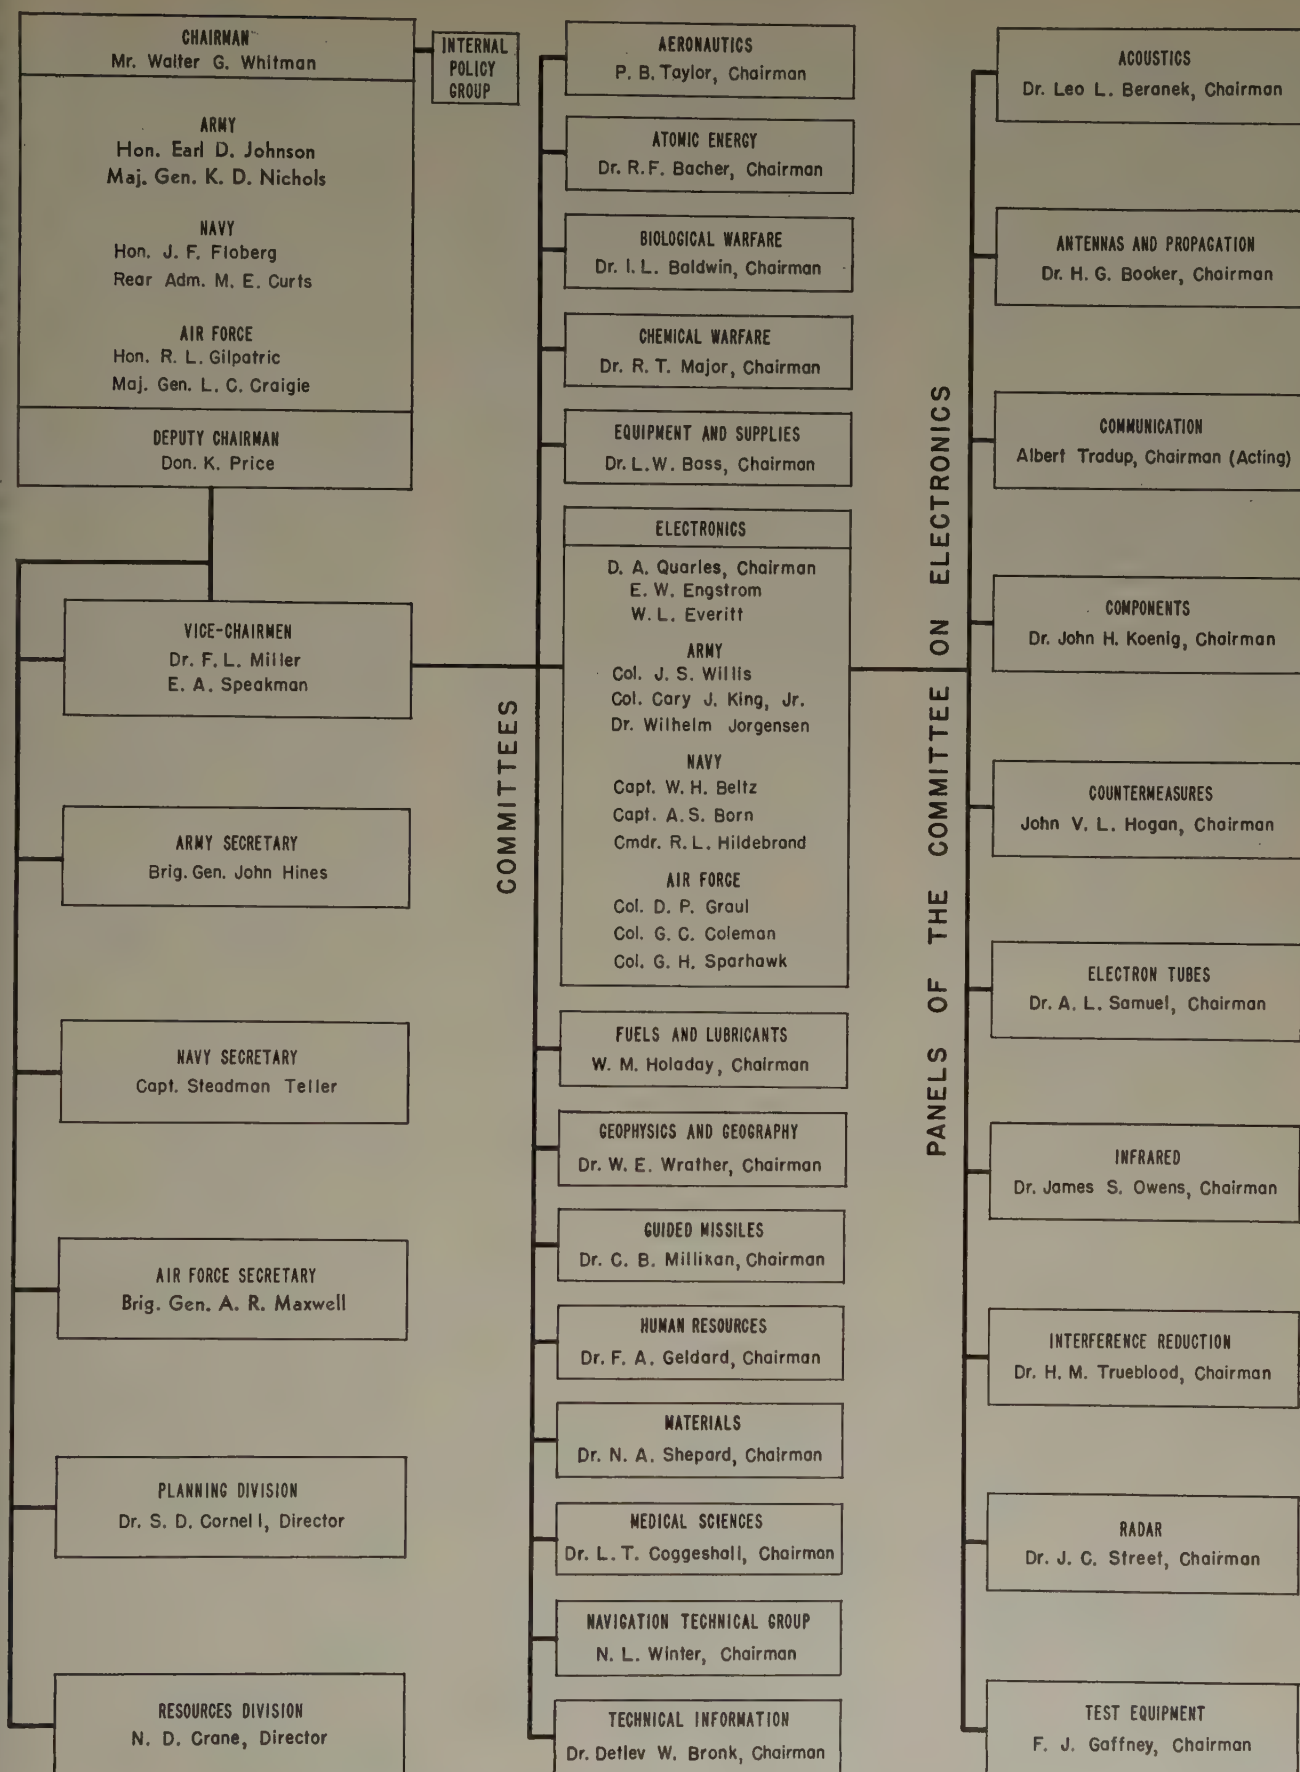 CHAIRMAN
Mr. Walter G. Whitman
INTERNAL
POLICY
GROUP
ARMY
Hon. Earl D. Johnson
Maj. Gen. K. D. Nichols
NAVY
Hon. J. F. Floberg
Rear Adm. M. E. Curts
AIR FORCE
Hon. R. L. Gilpatric
Maj. Gen. L. C. Craigie
DEPUTY CHAIRMAN
Don. K. Price
VICE-CHAIRMEN
Dr. F. L. Miller
E. A. Speakman
ARMY SECRETARY
Brig. Gen. John Hines
NAVY SECRETARY
Capt. Steadman Teller
AIR FORCE SECRETARY
Brig. Gen. A. R. Maxwell
PLANNING DIVISION
Dr. S. D. Cornell, Director
RESOURCES DIVISION
N. D. Crane, Director
COMMITTEES
AERONAUTICS
P. B. Taylor, Chairman
ATOMIC ENERGY
Dr. R. F. Bacher, Chairman
BIOLOGICAL WARFARE
Dr. I. L. Baldwin, Chairman
CHEMICAL WARFARE
Dr. R. T. Major, Chairman
EQUIPMENT AND SUPPLIES
Dr. L. W. Bass, Chairman
ELECTRONICS
D. A. Quarles, Chairman
E. W. Engstrom
W. L. Everitt
ARMY
Col. J. S. Willis
Col. Cary J. King, Jr.
Dr. Wilhelm Jorgensen
NAVY
Capt. W. H. Beltz
Capt. A. S. Born
Cmdr. R. L. Hildebrand
AIR FORCE
Col. D. P. Graul
Col. G. C. Coleman
Col. G. H. Sparhawk
FUELS AND LUBRICANTS
W. M. Holaday, Chairman
GEOPHYSICS AND GEOGRAPHY
Dr. W. E. Wrather, Chairman
GUIDED MISSILES
Dr. C. B. Millikan, Chairman
HUMAN RESOURCES
Dr. F. A. Geldard, Chairman
MATERIALS
Dr. N. A. Shepard, Chairman
MEDICAL SCIENCES
Dr. L. T. Coggeshall, Chairman
NAVIGATION TECHNICAL GROUP
N. L. Winter, Chairman
TECHNICAL INFORMATION
Dr. Detlev W. Bronk, Chairman
PANELS OF THE COMMITTEE ON ELECTRONICS
ACOUSTICS
Dr. Leo L. Beranek, Chairman
ANTENNAS AND PROPAGATION
Dr. H. G. Booker, Chairman
COMMUNICATION
Albert Tradup, Chairman (Acting)
COMPONENTS
Dr. John H. Koenig, Chairman
COUNTERMEASURES
John V. L. Hogan, Chairman
ELECTRON TUBES
Dr. A. L. Samuel, Chairman
INFRARED
Dr. James S. Owens, Chairman
INTERFERENCE REDUCTION
Dr. H. M. Trueblood, Chairman
RADAR
Dr. J. C. Street, Chairman
TEST EQUIPMENT
F. J. Gaffney, Chairman